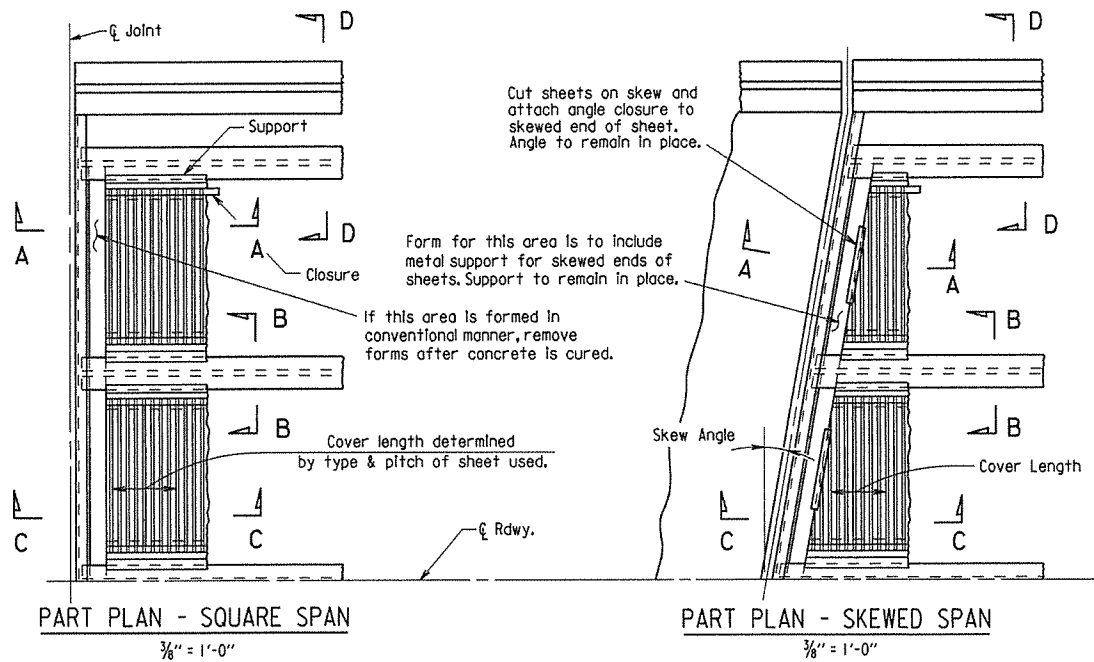 ℄ Joint
D
Support
A
A
D
Closure
If this area is formed in
conventional manner, remove
forms after concrete is cured.
B
B
Cover length determined
by type & pitch of sheet used.
C
C
℄ Rdwy.
PART PLAN - SQUARE SPAN
3/8" = 1'-0"
D
Cut sheets on skew and
attach angle closure to
skewed end of sheet.
Angle to remain in place.
D
Form for this area is to include
metal support for skewed ends of
sheets. Support to remain in place.
A
A
B
B
Skew Angle
Cover Length
C
C
PART PLAN - SKEWED SPAN
3/8" = 1'-0"